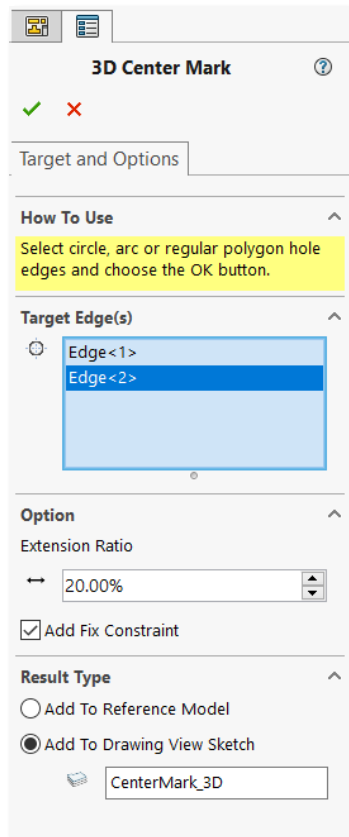 3D Center Mark
Target and Options
How To Use
Select circle, arc or regular polygon hole
edges and choose the OK button.
Target Edge(s)
Edge<1>
Edge<2>
Option
Extension Ratio
20.00%
Add Fix Constraint
Result Type
Add To Reference Model
Add To Drawing View Sketch
CenterMark_3D